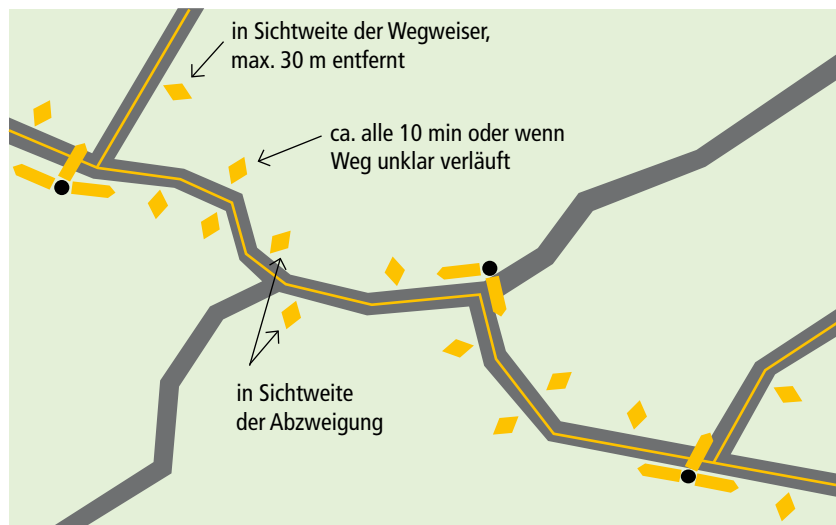 in Sichtweite der Wegweiser,
max. 30 m entfernt
ca. alle 10 min oder wenn
Weg unklar verläuft
in Sichtweite
der Abzweigung